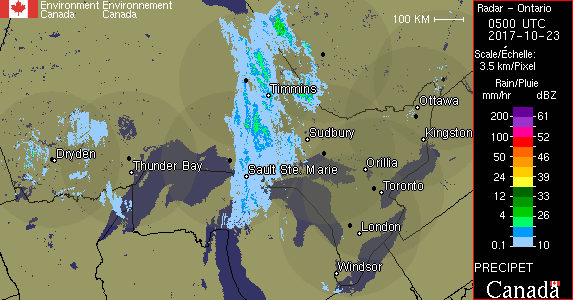 Environment Environnement
Canada Canada
100 KM
Timmins
Ottawa
Sudbury
Kingston
Dryden
Thunder Bay
Sault Ste. Marie
Orillia
Toronto
London
Windsor
Radar - Ontario
0500 UTC
2017-10-23
Scale/Échelle:
3.5 km/Pixel
Rain/Pluie
mm/hr dBZ
200 61
100 52
50 46
24 39
12 33
4 26
0.1 10
PRECIPET
Canada